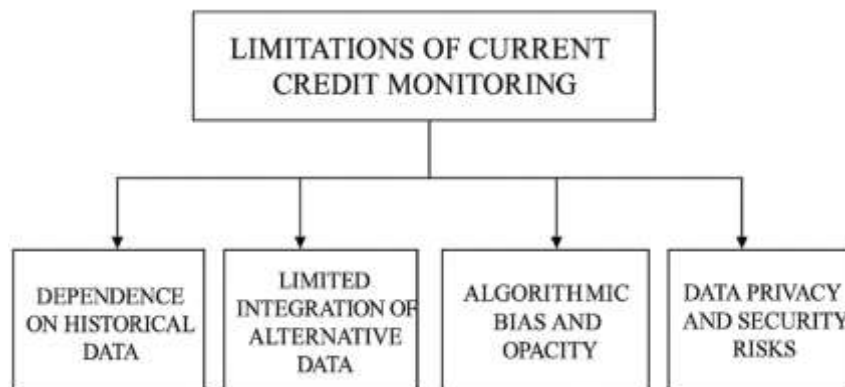 LIMITATIONS OF CURRENT
CREDIT MONITORING
DEPENDENCE
ON HISTORICAL
DATA
LIMITED
INTEGRATION OF
ALTERNATIVE
DATA
ALGORITHMIC
BIAS AND
OPACITY
DATA PRIVACY
AND SECURITY
RISKS